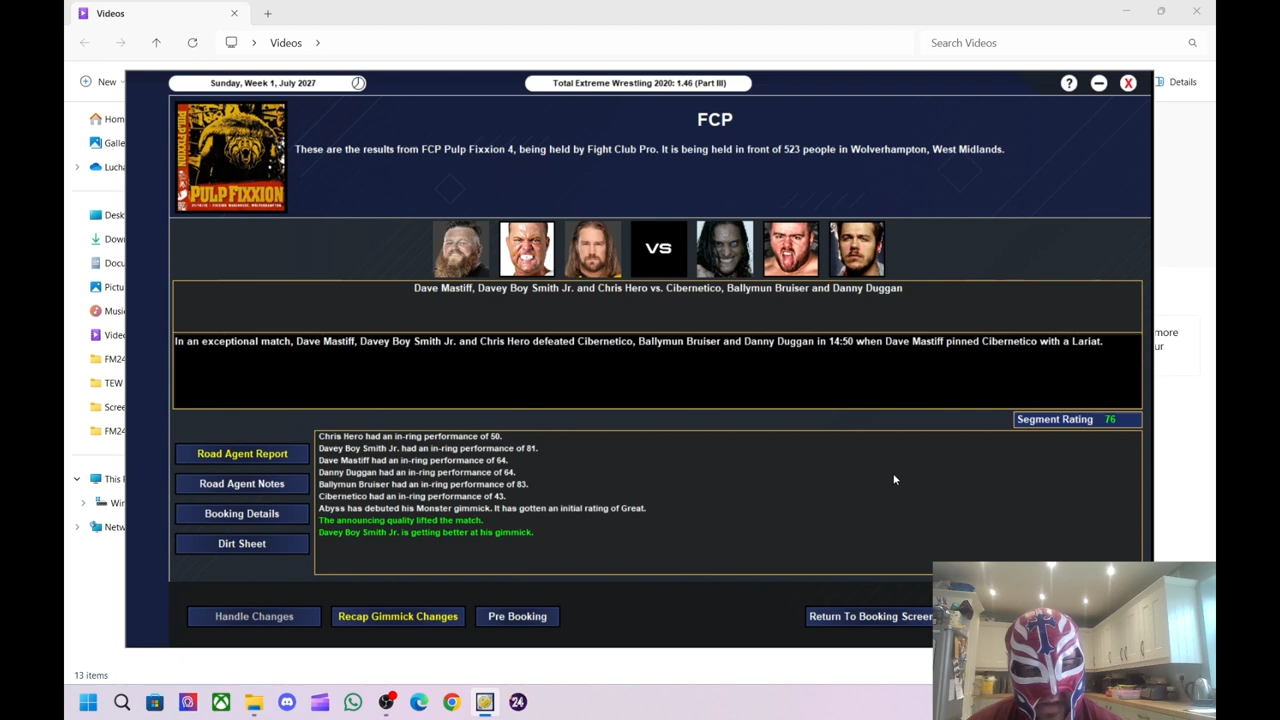 Videos
Videos
Search Videos
New
Details
Sunday, Week 1, July 2027
Total Extreme Wrestling 2020: 1.46 (Part III)
?
X
FCP
These are the results from FCP Pulp Fixxion 4, being held by Fight Club Pro. It is being held in front of 523 people in Wolverhampton, West Midlands.
PULP FIXXION
Hom
Galle
Lucha
Desk
Dow
Docu
Pictu
Music
Video
FM24
TEW
Scree
FM24
This
Win
Netw
VS
Dave Mastiff, Davey Boy Smith Jr. and Chris Hero vs. Cibernetico, Ballymun Bruiser and Danny Duggan
In an exceptional match, Dave Mastiff, Davey Boy Smith Jr. and Chris Hero defeated Cibernetico, Ballymun Bruiser and Danny Duggan in 14:50 when Dave Mastiff pinned Cibernetico with a Lariat.
more
ur
Segment Rating 76
Road Agent Report
Road Agent Notes
Booking Details
Dirt Sheet
Chris Hero had an in-ring performance of 50.
Davey Boy Smith Jr. had an in-ring performance of 81.
Dave Mastiff had an in-ring performance of 64.
Danny Duggan had an in-ring performance of 64.
Ballymun Bruiser had an in-ring performance of 83.
Cibernetico had an in-ring performance of 43.
Abyss has debuted his Monster gimmick. It has gotten an initial rating of Great.
The announcing quality lifted the match.
Davey Boy Smith Jr. is getting better at his gimmick.
Handle Changes
Recap Gimmick Changes
Pre Booking
Return To Booking Screen
13 items
24